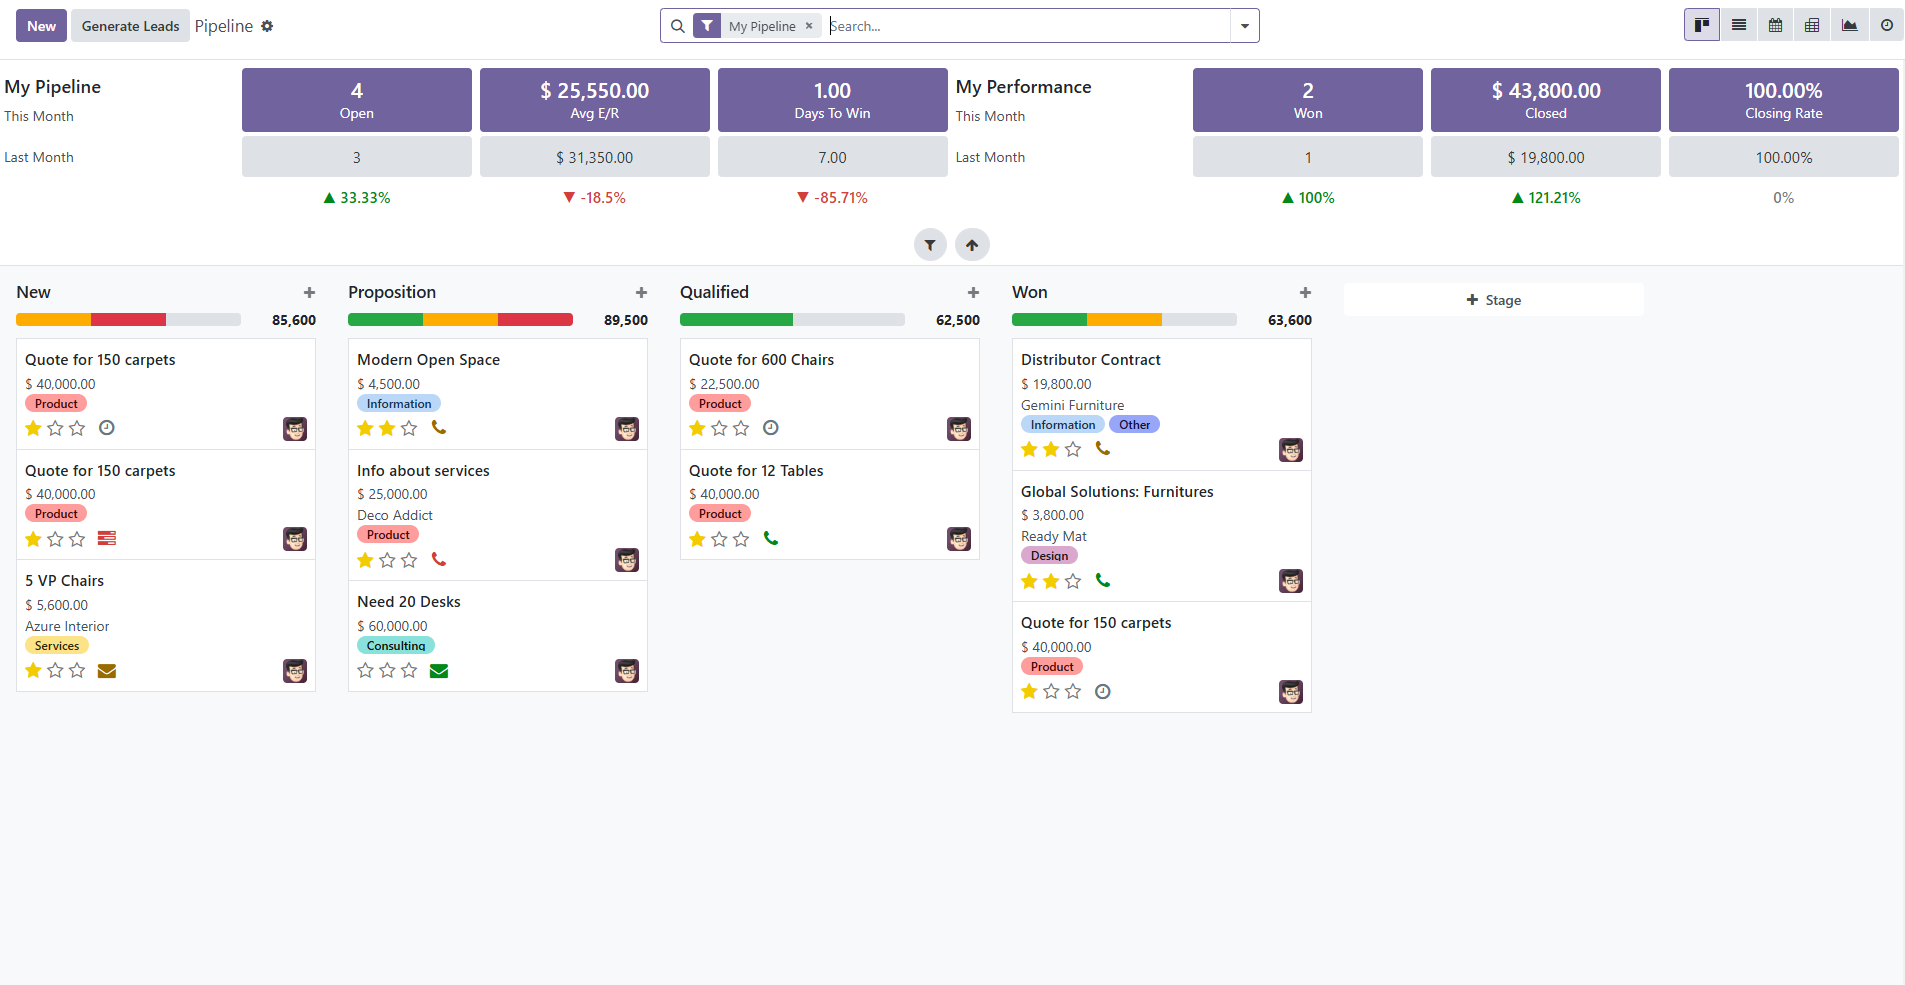 New
Generate Leads
Pipeline
My Pipeline ×
Search...
My Pipeline
This Month
Last Month
4
Open
3
33.33%
$ 25,550.00
Avg E/R
$ 31,350.00
-18.5%
1.00
Days To Win
7.00
-85.71%
My Performance
This Month
Last Month
2
Won
1
100%
$ 43,800.00
Closed
$ 19,800.00
121.21%
100.00%
Closing Rate
100.00%
0%
New
85,600
Quote for 150 carpets
$ 40,000.00
Product
Quote for 150 carpets
$ 40,000.00
Product
5 VP Chairs
$ 5,600.00
Azure Interior
Services
Proposition
89,500
Modern Open Space
$ 4,500.00
Information
Info about services
$ 25,000.00
Deco Addict
Product
Need 20 Desks
$ 60,000.00
Consulting
Qualified
62,500
Quote for 600 Chairs
$ 22,500.00
Product
Quote for 12 Tables
$ 40,000.00
Product
Won
63,600
Distributor Contract
$ 19,800.00
Gemini Furniture
Information Other
Global Solutions: Furnitures
$ 3,800.00
Ready Mat
Design
Quote for 150 carpets
$ 40,000.00
Product
+ Stage